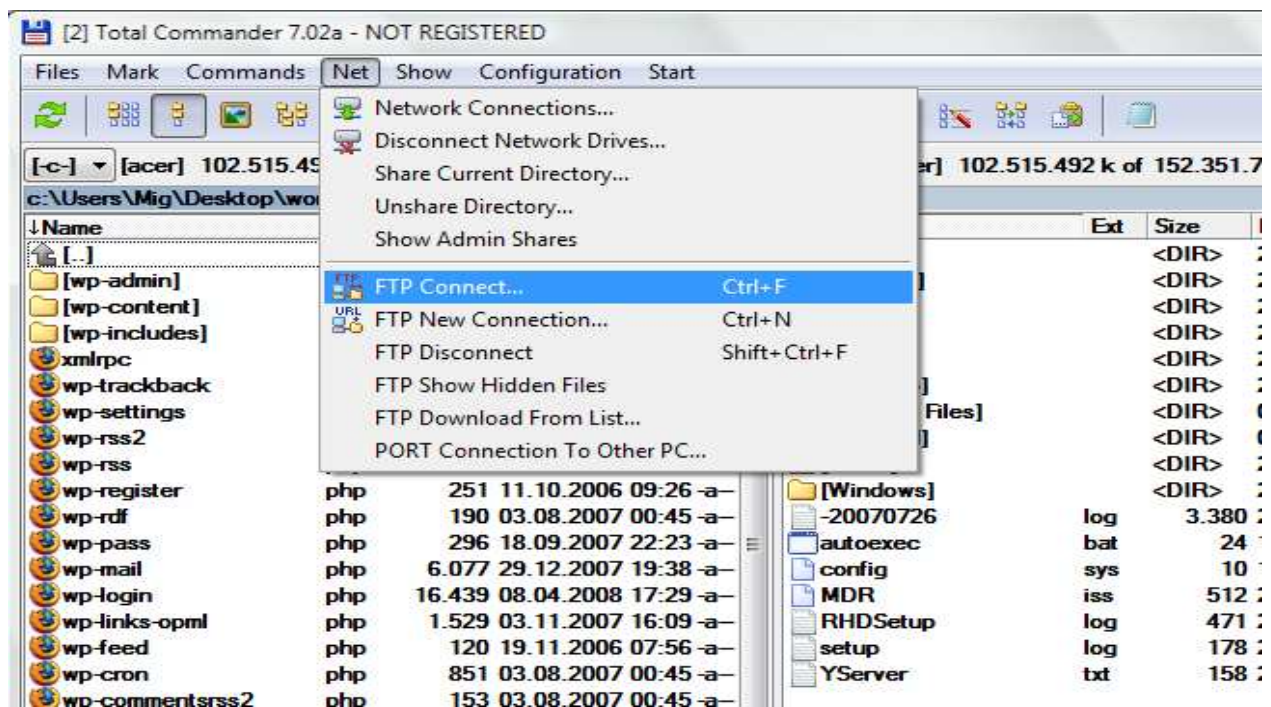 [2] Total Commander 7.02a - NOT REGISTERED
Files Mark Commands Net Show Configuration Start
[-c-] [acer] 102.515.49 er] 102.515.492 k of 152.351.7
c:\Users\Mig\Desktop\wo
↓Name Ext Size
[..] <DIR>
[wp-admin] ] <DIR>
[wp-content] <DIR>
[wp-includes] <DIR>
xmlrpc <DIR>
wp-trackback ] <DIR>
wp-settings Files] <DIR>
wp-rss2 ] <DIR>
wp-rss <DIR>
Network Connections...
Disconnect Network Drives...
Share Current Directory...
Unshare Directory...
Show Admin Shares
FTP Connect... Ctrl+F
URL
FTP New Connection... Ctrl+N
FTP Disconnect Shift+Ctrl+F
FTP Show Hidden Files
FTP Download From List...
PORT Connection To Other PC...
wp-register php 251 11.10.2006 09:26 -a-- [Windows] <DIR>
wp-rdf php 190 03.08.2007 00:45 -a-- -20070726 log 3.380
wp-pass php 296 18.09.2007 22:23 -a-- autoexec bat 24
wp-mail php 6.077 29.12.2007 19:38 -a-- config sys 10
wp-login php 16.439 08.04.2008 17:29 -a-- MDR iss 512
wp-links-opml php 1.529 03.11.2007 16:09 -a-- RHDSetup log 471
wp-feed php 120 19.11.2006 07:56 -a-- setup log 178
wp-cron php 851 03.08.2007 00:45 -a-- YServer txt 158
wp-commentsrss2 php 153 03.08.2007 00:45 -a--